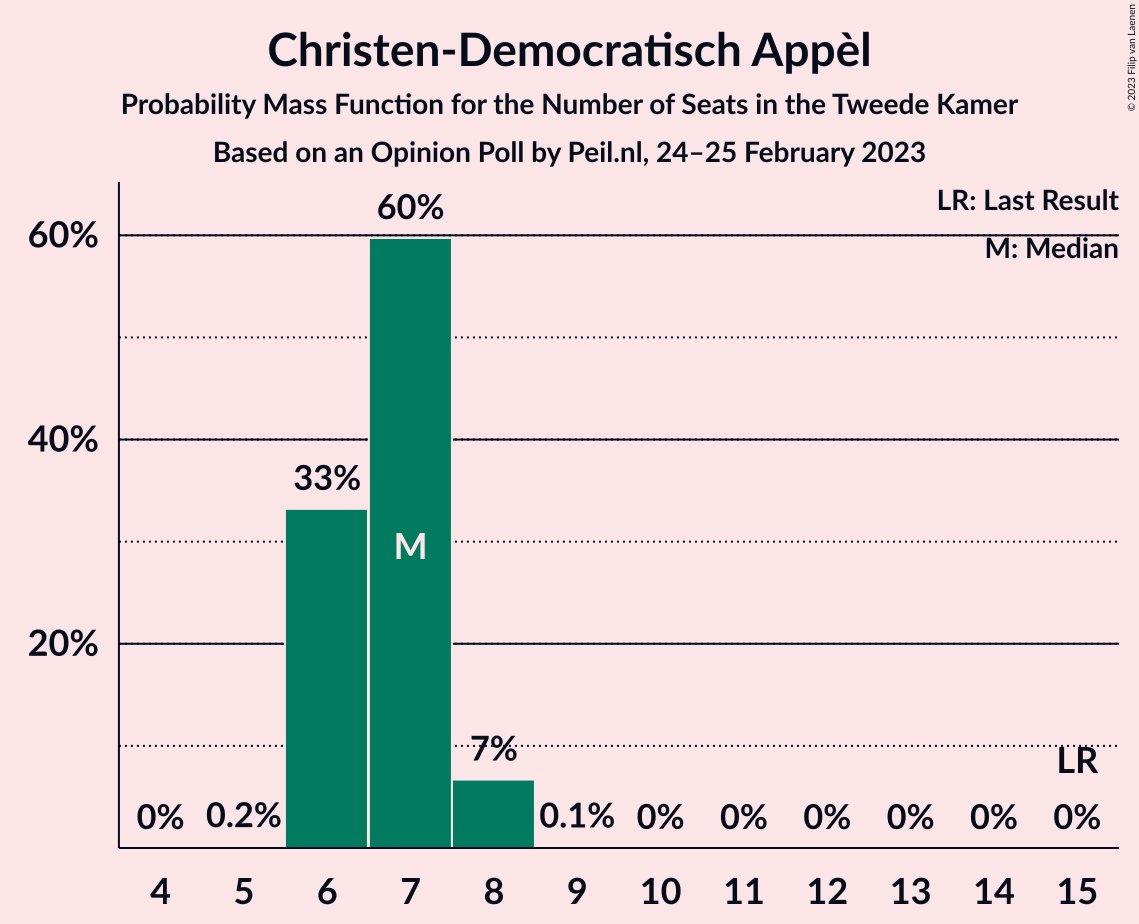 Christen-Democratisch Appèl
Probability Mass Function for the Number of Seats in the Tweede Kamer
Based on an Opinion Poll by Peil.nl, 24–25 February 2023
© 2023 Filip van Laenen
LR: Last Result
M: Median
60%
40%
20%
0%
0.2%
33%
60%
M
7%
0.1%
0%
0%
0%
0%
0%
LR
0%
4 5 6 7 8 9 10 11 12 13 14 15